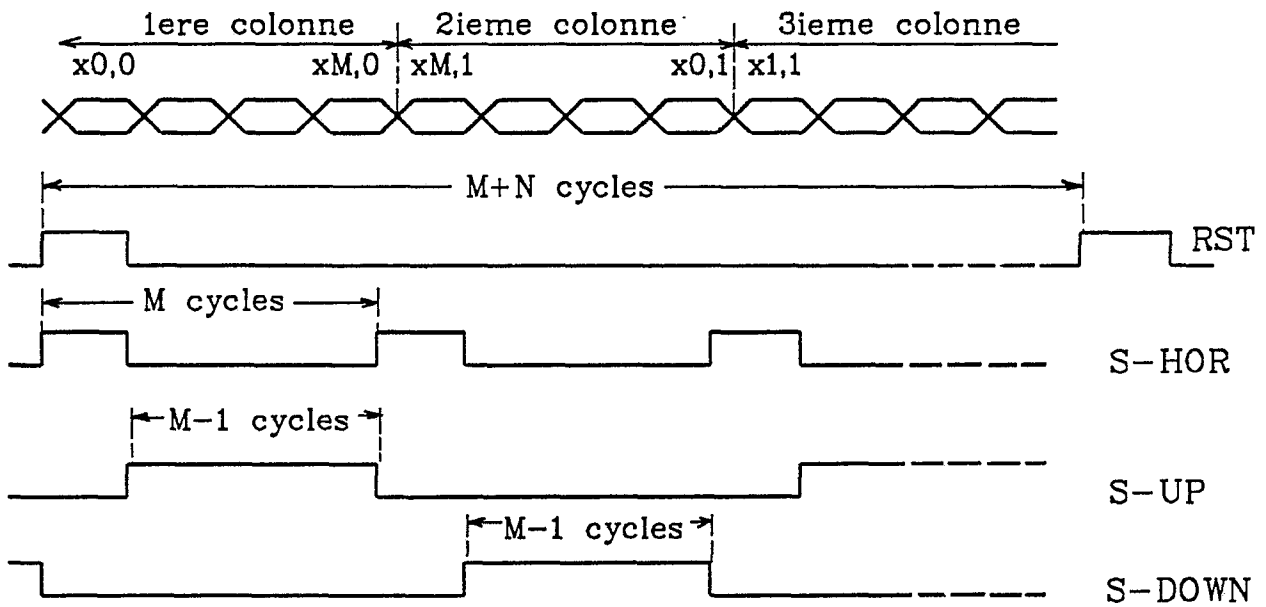 1ere colonne 2ieme colonne 3ieme colonne
x0,0 xM,0 xM,1 x0,1 x1,1
M+N cycles
RST
M cycles
S-HOR
M-1 cycles
S-UP
M-1 cycles
S-DOWN